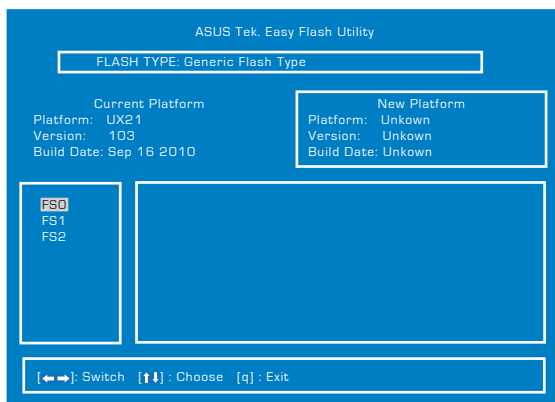 ASUS Tek. Easy Flash Utility
FLASH TYPE: Generic Flash Type
Current Platform
Platform: UX21
Version: 103
Build Date: Sep 16 2010
New Platform
Platform: Unkown
Version: Unkown
Build Date: Unkown
FS0
FS1
FS2
[←→]: Switch [↑↓] : Choose [q] : Exit